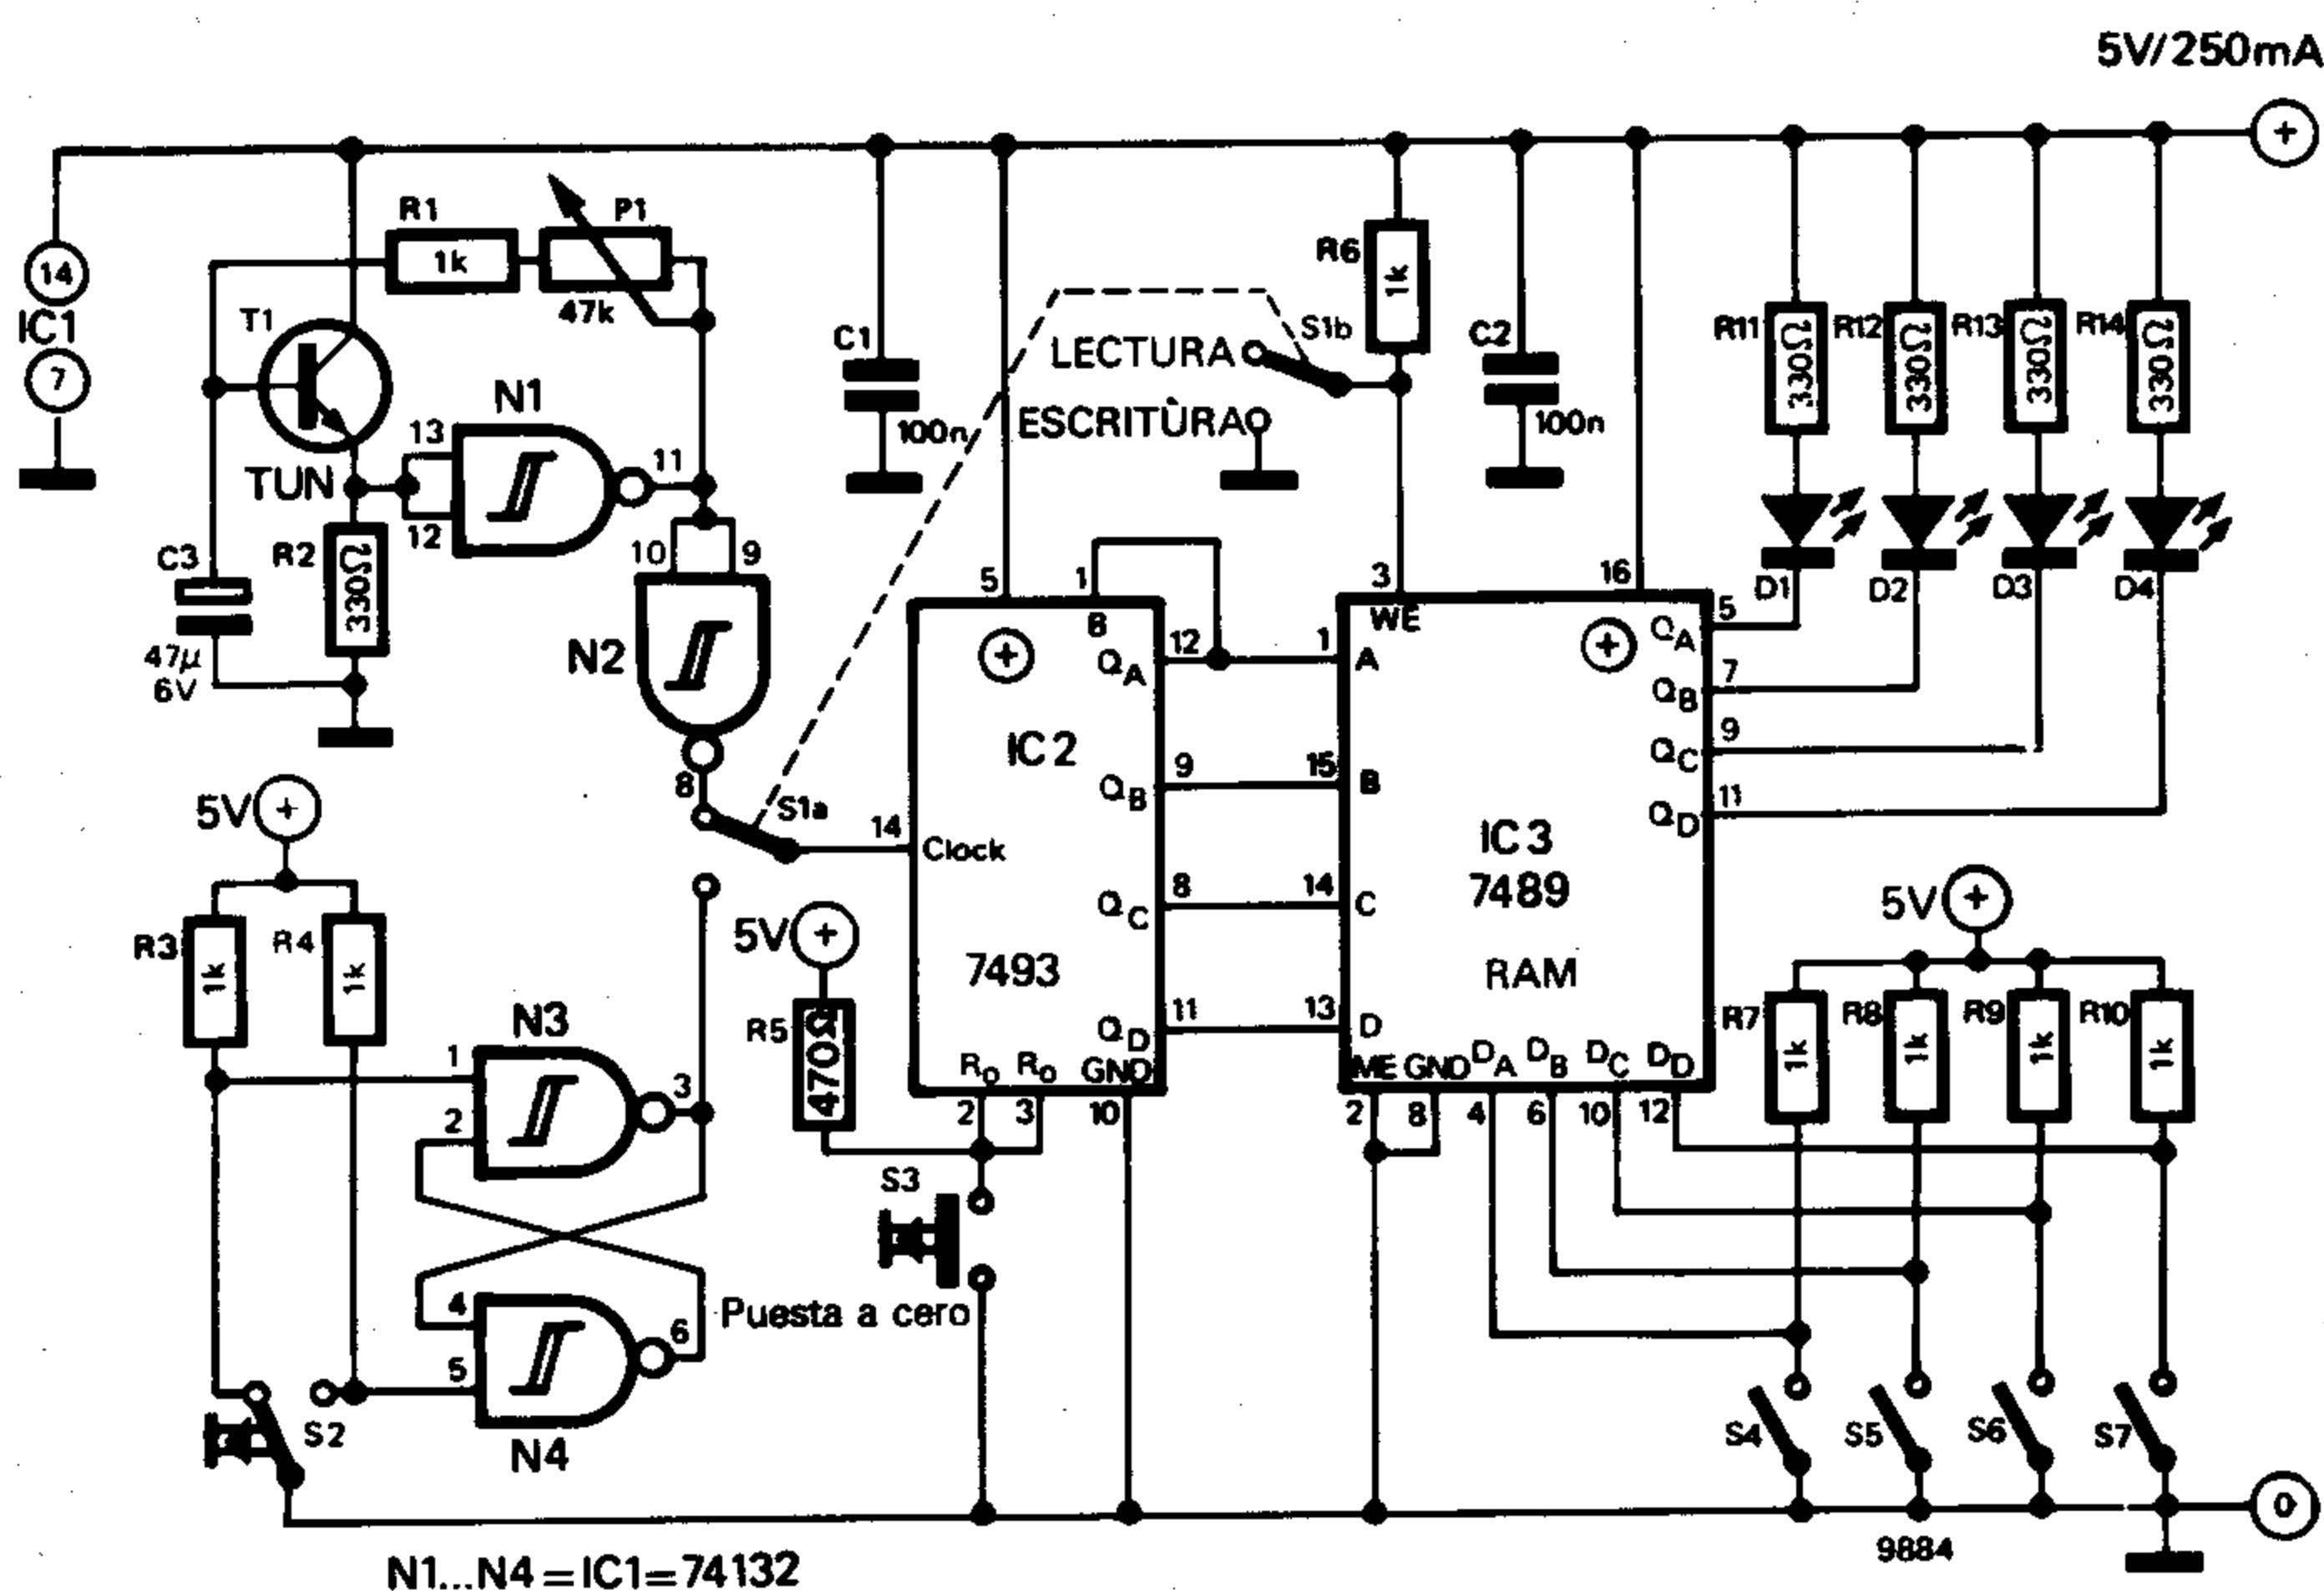 5V/250mA
+
14
IC1
7
R1
1k
P1
47k
T1
TUN
N1
13
12
11
R2
330Ω
C3
47µ
6V
10
9
N2
8
S1a
C1
100n
LECTURA
ESCRITÙRA
S1b
R6
1k
C2
100n
R11
330Ω
R12
330Ω
R13
330Ω
R14
330Ω
D1
D2
D3
D4
5
1
B
+
QA
12
IC2
QB
9
14
Clock
QC
8
7493
QD
11
Ro
Ro
GND
2
3
10
3
WE
16
+
1
A
15
B
14
C
13
D
QA
5
QB
7
QC
9
QD
11
IC3
7489
RAM
ME
GND
DA
DB
DC
DD
2
8
4
6
10
12
5V
+
R3
1k
R4
1k
N3
1
2
3
4
5
6
N4
S2
5V
+
R5
470Ω
S3
Puesta a cero
5V
+
R7
1k
R8
1k
R9
1k
R10
1k
S4
S5
S6
S7
0
9884
N1...N4=IC1=74132